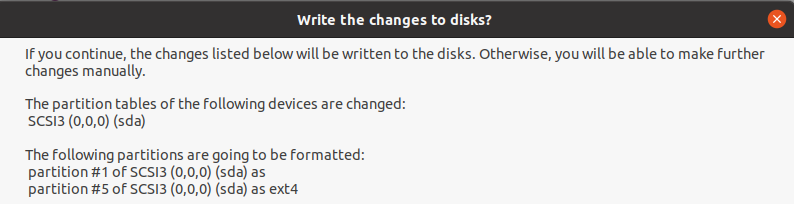 Write the changes to disks?
If you continue, the changes listed below will be written to the disks. Otherwise, you will be able to make further
changes manually.
The partition tables of the following devices are changed:
SCSI3 (0,0,0) (sda)
The following partitions are going to be formatted:
partition #1 of SCSI3 (0,0,0) (sda) as
partition #5 of SCSI3 (0,0,0) (sda) as ext4